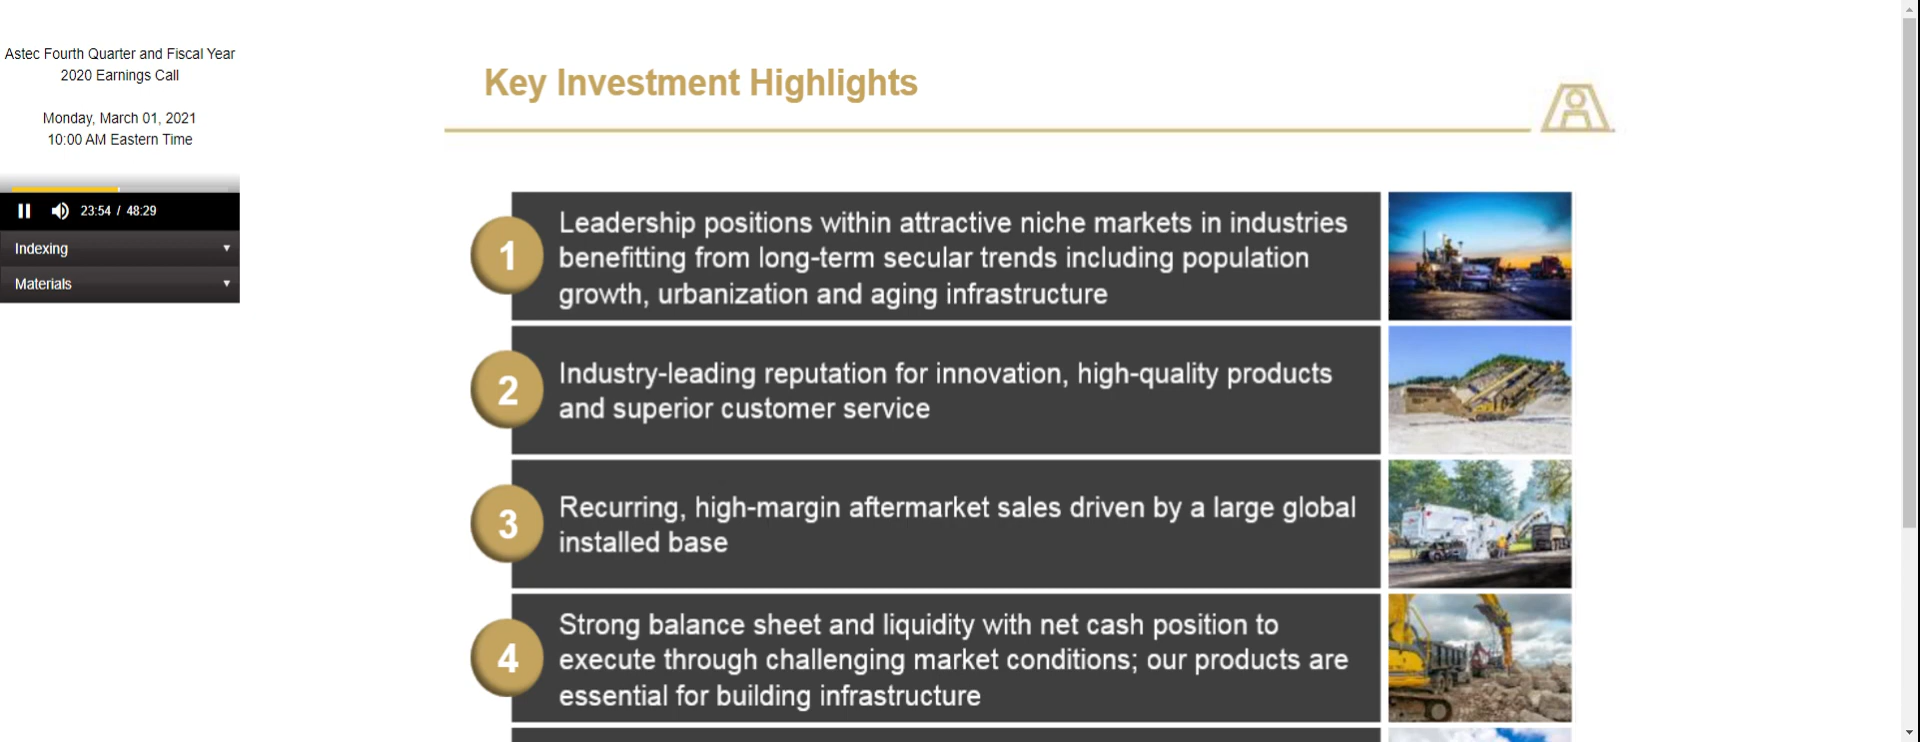 Astec Fourth Quarter and Fiscal Year
2020 Earnings Call
Monday, March 01, 2021
10:00 AM Eastern Time
23:54 / 48:29
Indexing
Materials
Key Investment Highlights
1
Leadership positions within attractive niche markets in industries
benefitting from long-term secular trends including population
growth, urbanization and aging infrastructure
2
Industry-leading reputation for innovation, high-quality products
and superior customer service
3
Recurring, high-margin aftermarket sales driven by a large global
installed base
4
Strong balance sheet and liquidity with net cash position to
execute through challenging market conditions; our products are
essential for building infrastructure